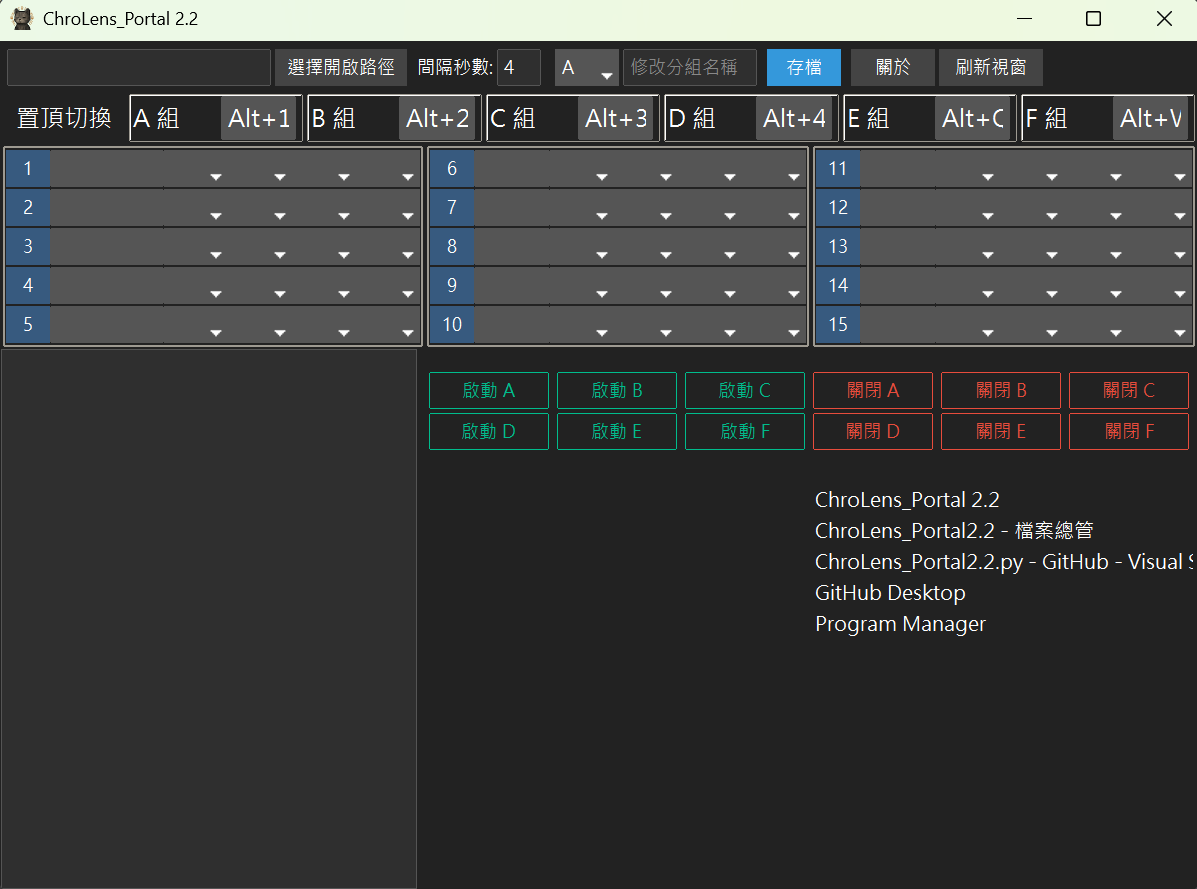 ChroLens_Portal 2.2
選擇開啟路徑 間隔秒數: 4 A 修改分組名稱 存檔 關於 刷新視窗
置頂切換 A 組 Alt+1 B 組 Alt+2 C 組 Alt+3 D 組 Alt+4 E 組 Alt+ F 組 Alt+
1 6 11
2 7 12
3 8 13
4 9 14
5 10 15
啟動 A 啟動 B 啟動 C 關閉 A 關閉 B 關閉 C
啟動 D 啟動 E 啟動 F 關閉 D 關閉 E 關閉 F
ChroLens_Portal 2.2
ChroLens_Portal2.2 - 檔案總管
ChroLens_Portal2.2.py - GitHub - Visual
GitHub Desktop
Program Manager